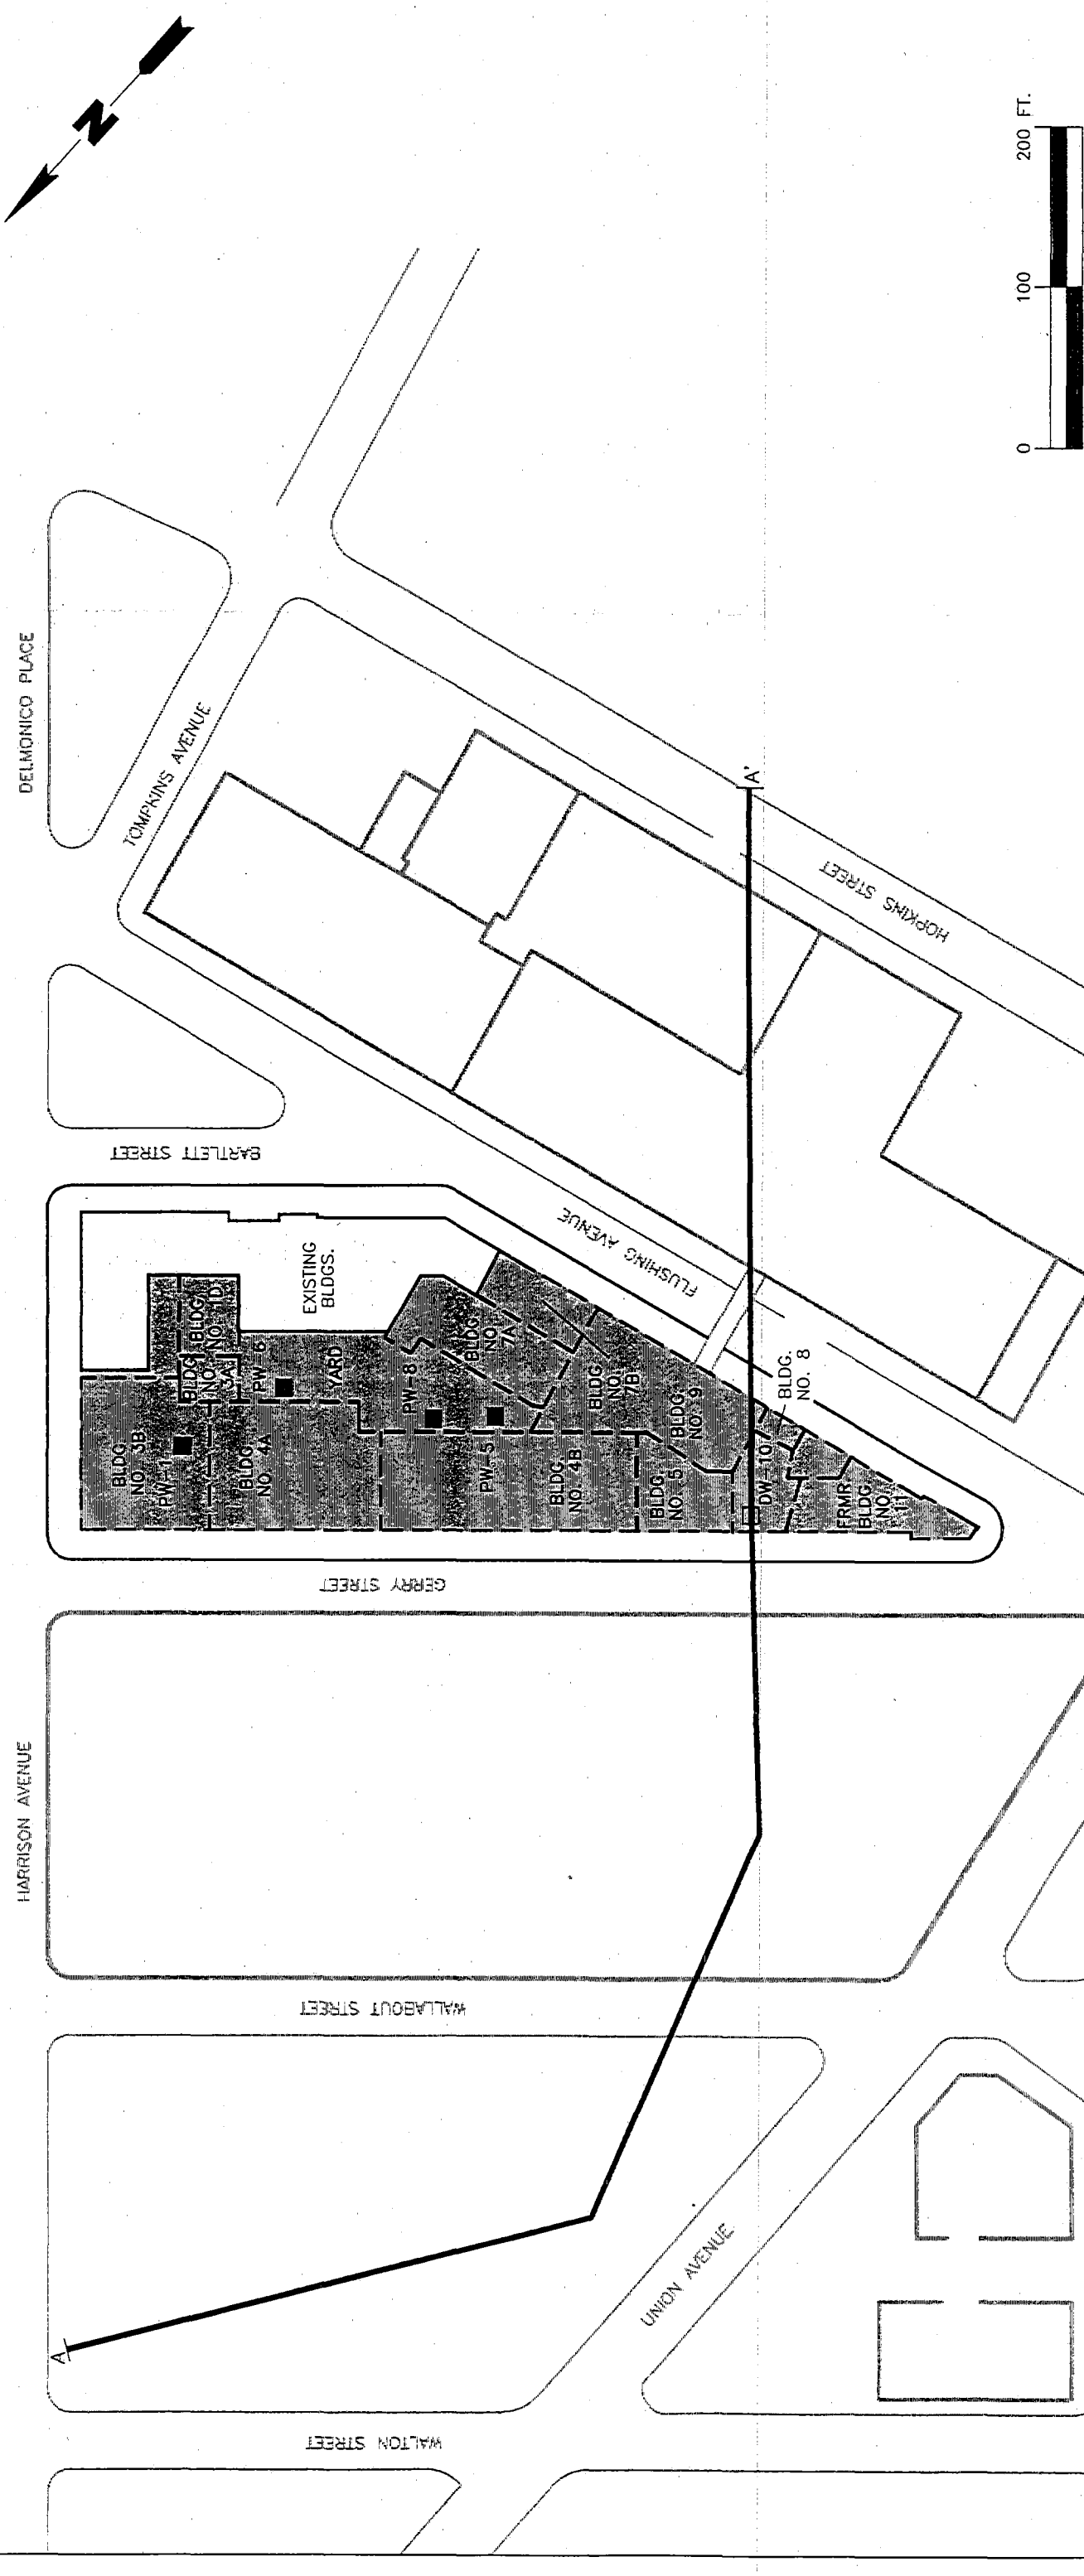 N
200 FT.
100
0
DELMONICO PLACE
TOMPKINS AVENUE
A'
HOPKINS STREET
BARTLETT STREET
FLUSHING AVENUE
EXISTING
BLDGS.
BLDG.
NO. 3B
PW-1
BLDG.
NO.
BLDG.
NO. 1D
PW-6
YARD
BLDG.
NO. 4A
PW-8
BLDG.
NO.
7A
PW-5
BLDG.
NO. 7B
BLDG.
NO. 4B
BLDG.
NO. 9
BLDG.
NO. 5
BLDG.
NO. 8
DW-10
FRMR.
BLDG.
NO.
GERRY STREET
HARRISON AVENUE
WALLABOUT STREET
UNION AVENUE
A
WALTON STREET